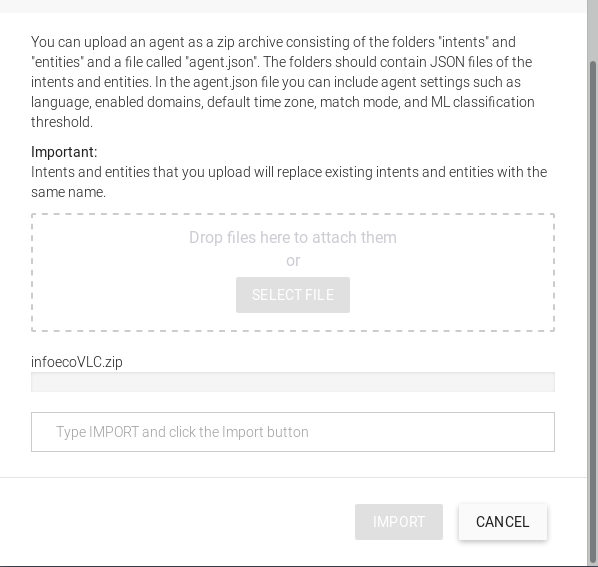 You can upload an agent as a zip archive consisting of the folders "intents" and
"entities" and a file called "agent.json". The folders should contain JSON files of the
intents and entities. In the agent.json file you can include agent settings such as
language, enabled domains, default time zone, match mode, and ML classification
threshold.
Important:
Intents and entities that you upload will replace existing intents and entities with the
same name.
Drop files here to attach them
or
SELECT FILE
infoecoVLC.zip
Type IMPORT and click the Import button
IMPORT
CANCEL